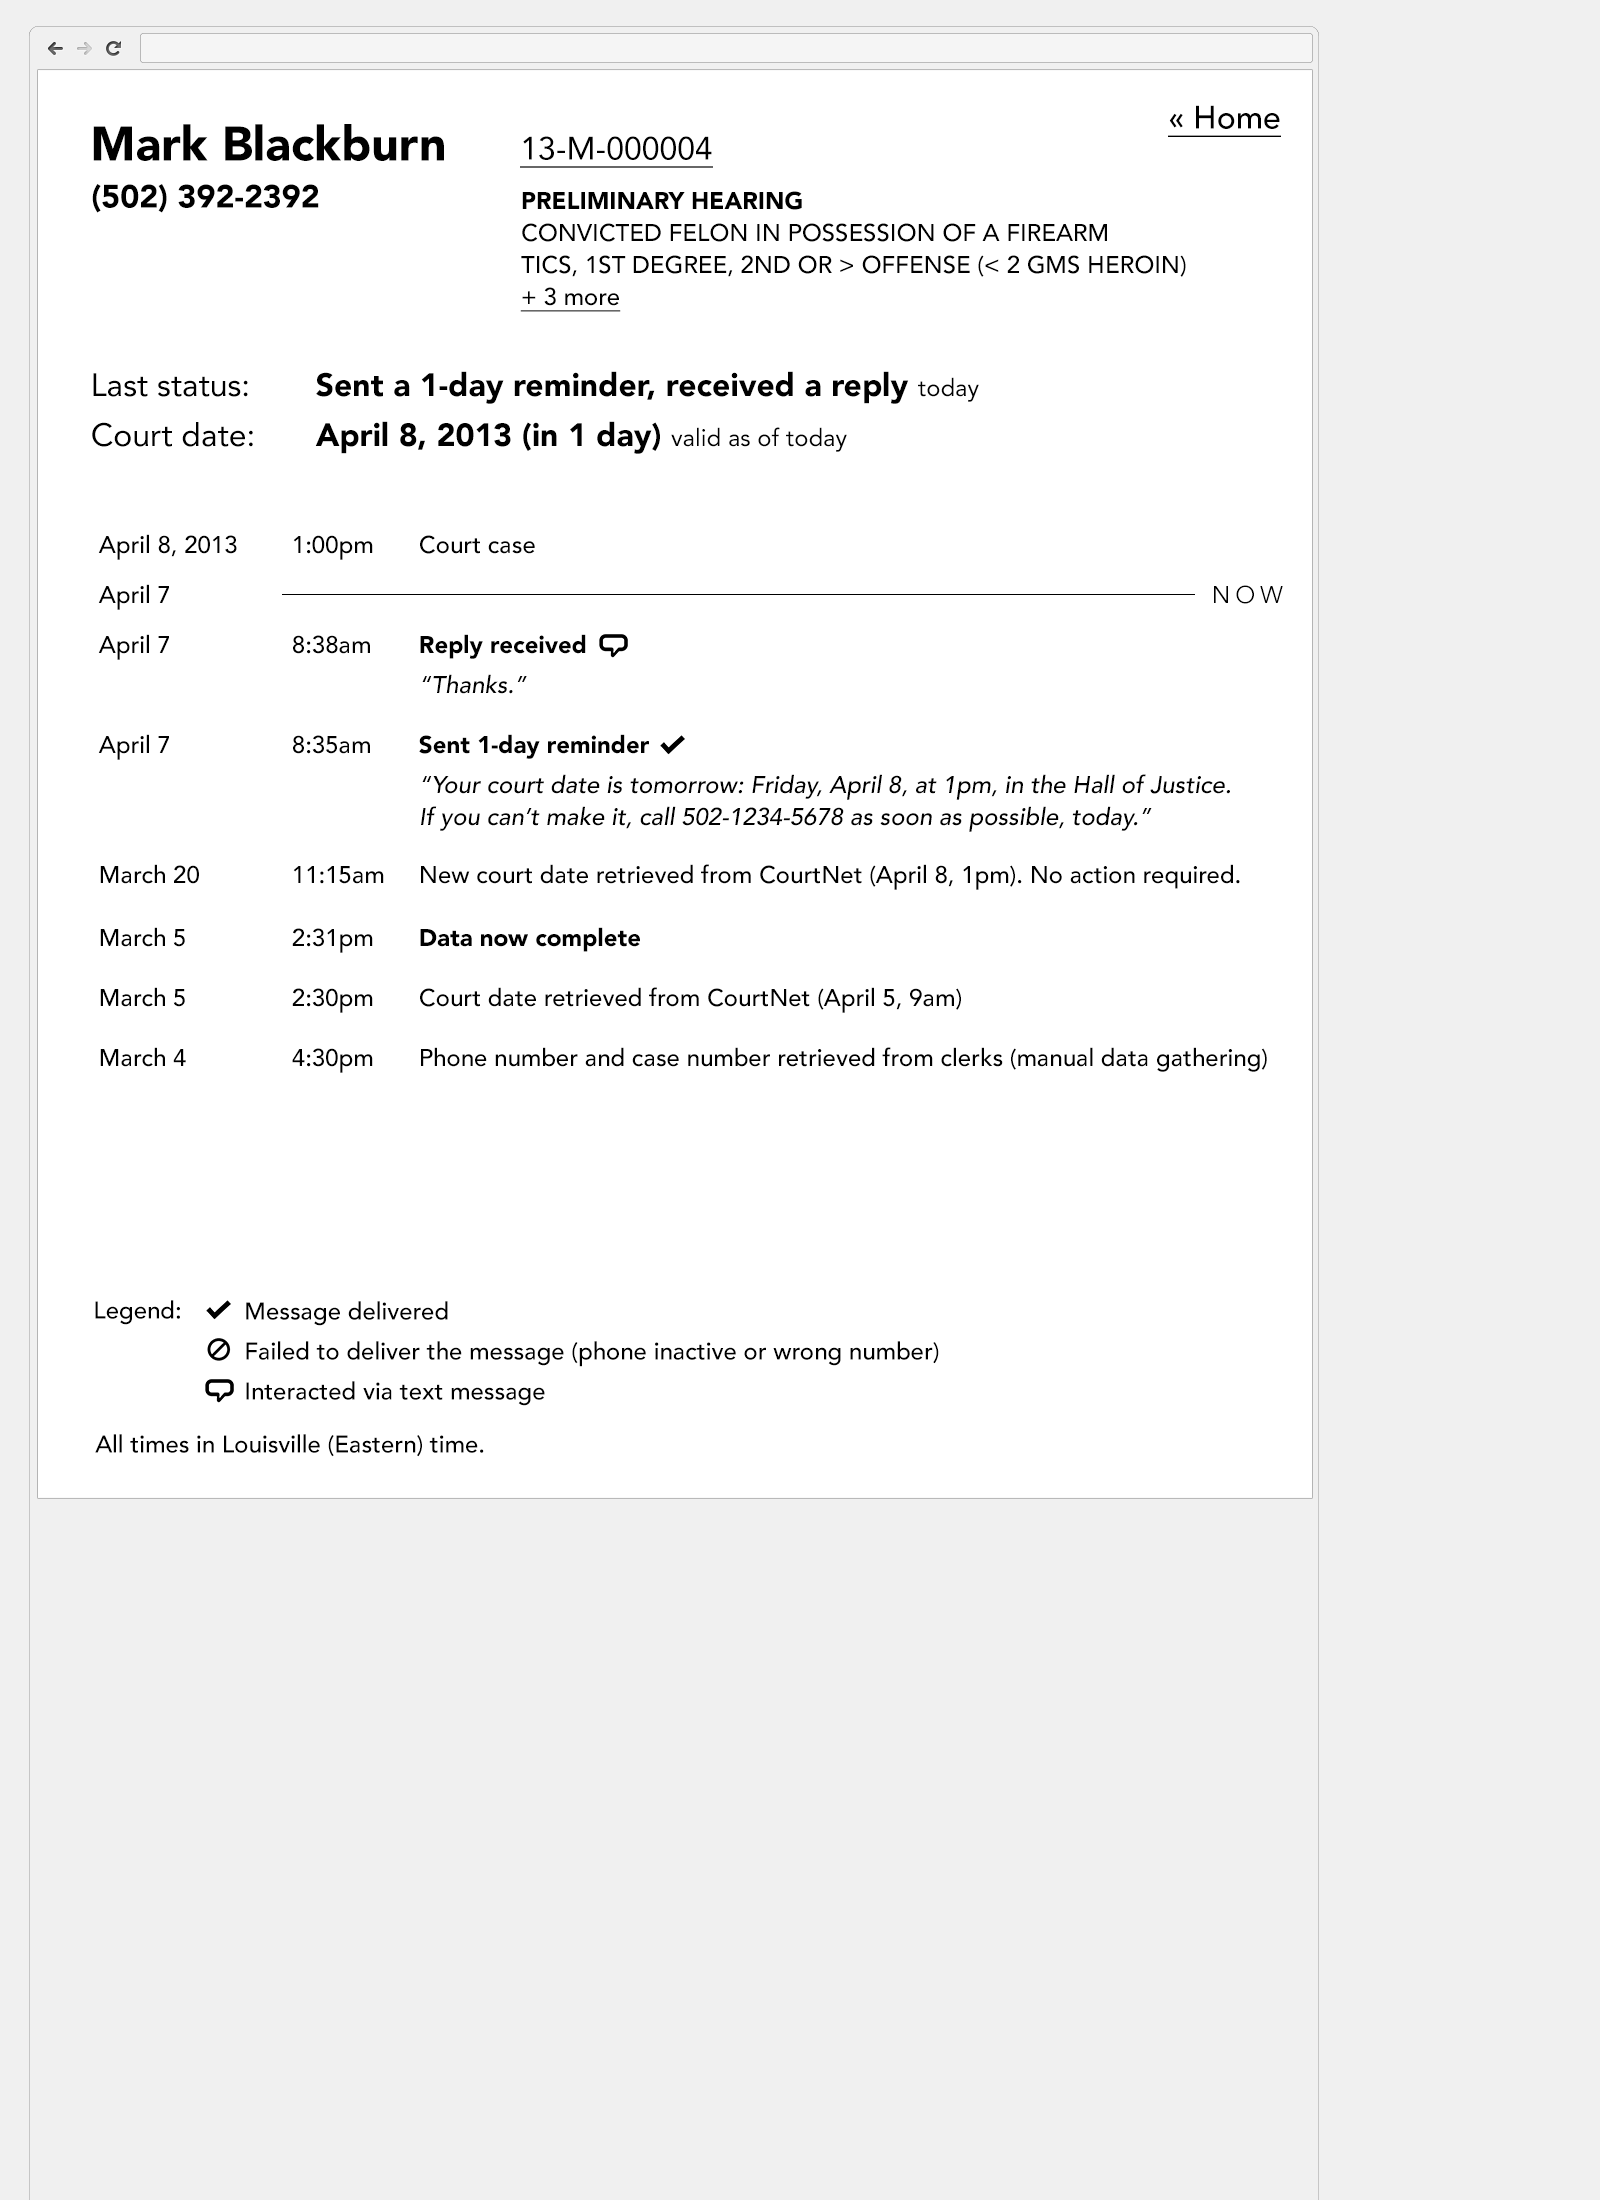 « Home
Mark Blackburn
(502) 392-2392
13-M-000004
PRELIMINARY HEARING
CONVICTED FELON IN POSSESSION OF A FIREARM
TICS, 1ST DEGREE, 2ND OR > OFFENSE (< 2 GMS HEROIN)
+ 3 more
Last status: Sent a 1-day reminder, received a reply today
Court date: April 8, 2013 (in 1 day) valid as of today
April 8, 2013 1:00pm Court case
April 7 NOW
April 7 8:38am Reply received
“Thanks.”
April 7 8:35am Sent 1-day reminder
“Your court date is tomorrow: Friday, April 8, at 1pm, in the Hall of Justice.
If you can’t make it, call 502-1234-5678 as soon as possible, today.”
March 20 11:15am New court date retrieved from CourtNet (April 8, 1pm). No action required.
March 5 2:31pm Data now complete
March 5 2:30pm Court date retrieved from CourtNet (April 5, 9am)
March 4 4:30pm Phone number and case number retrieved from clerks (manual data gathering)
Legend: Message delivered
Failed to deliver the message (phone inactive or wrong number)
Interacted via text message
All times in Louisville (Eastern) time.